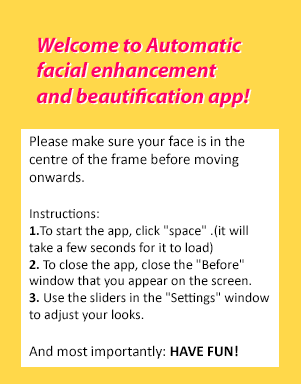 Welcome to Automatic
facial enhancement
and beautification app!
Please make sure your face is in the
centre of the frame before moving
onwards.
Instructions:
1.To start the app, click "space" .(it will
take a few seconds for it to load)
2. To close the app, close the "Before"
window that you appear on the screen.
3. Use the sliders in the "Settings" window
to adjust your looks.
And most importantly: HAVE FUN!